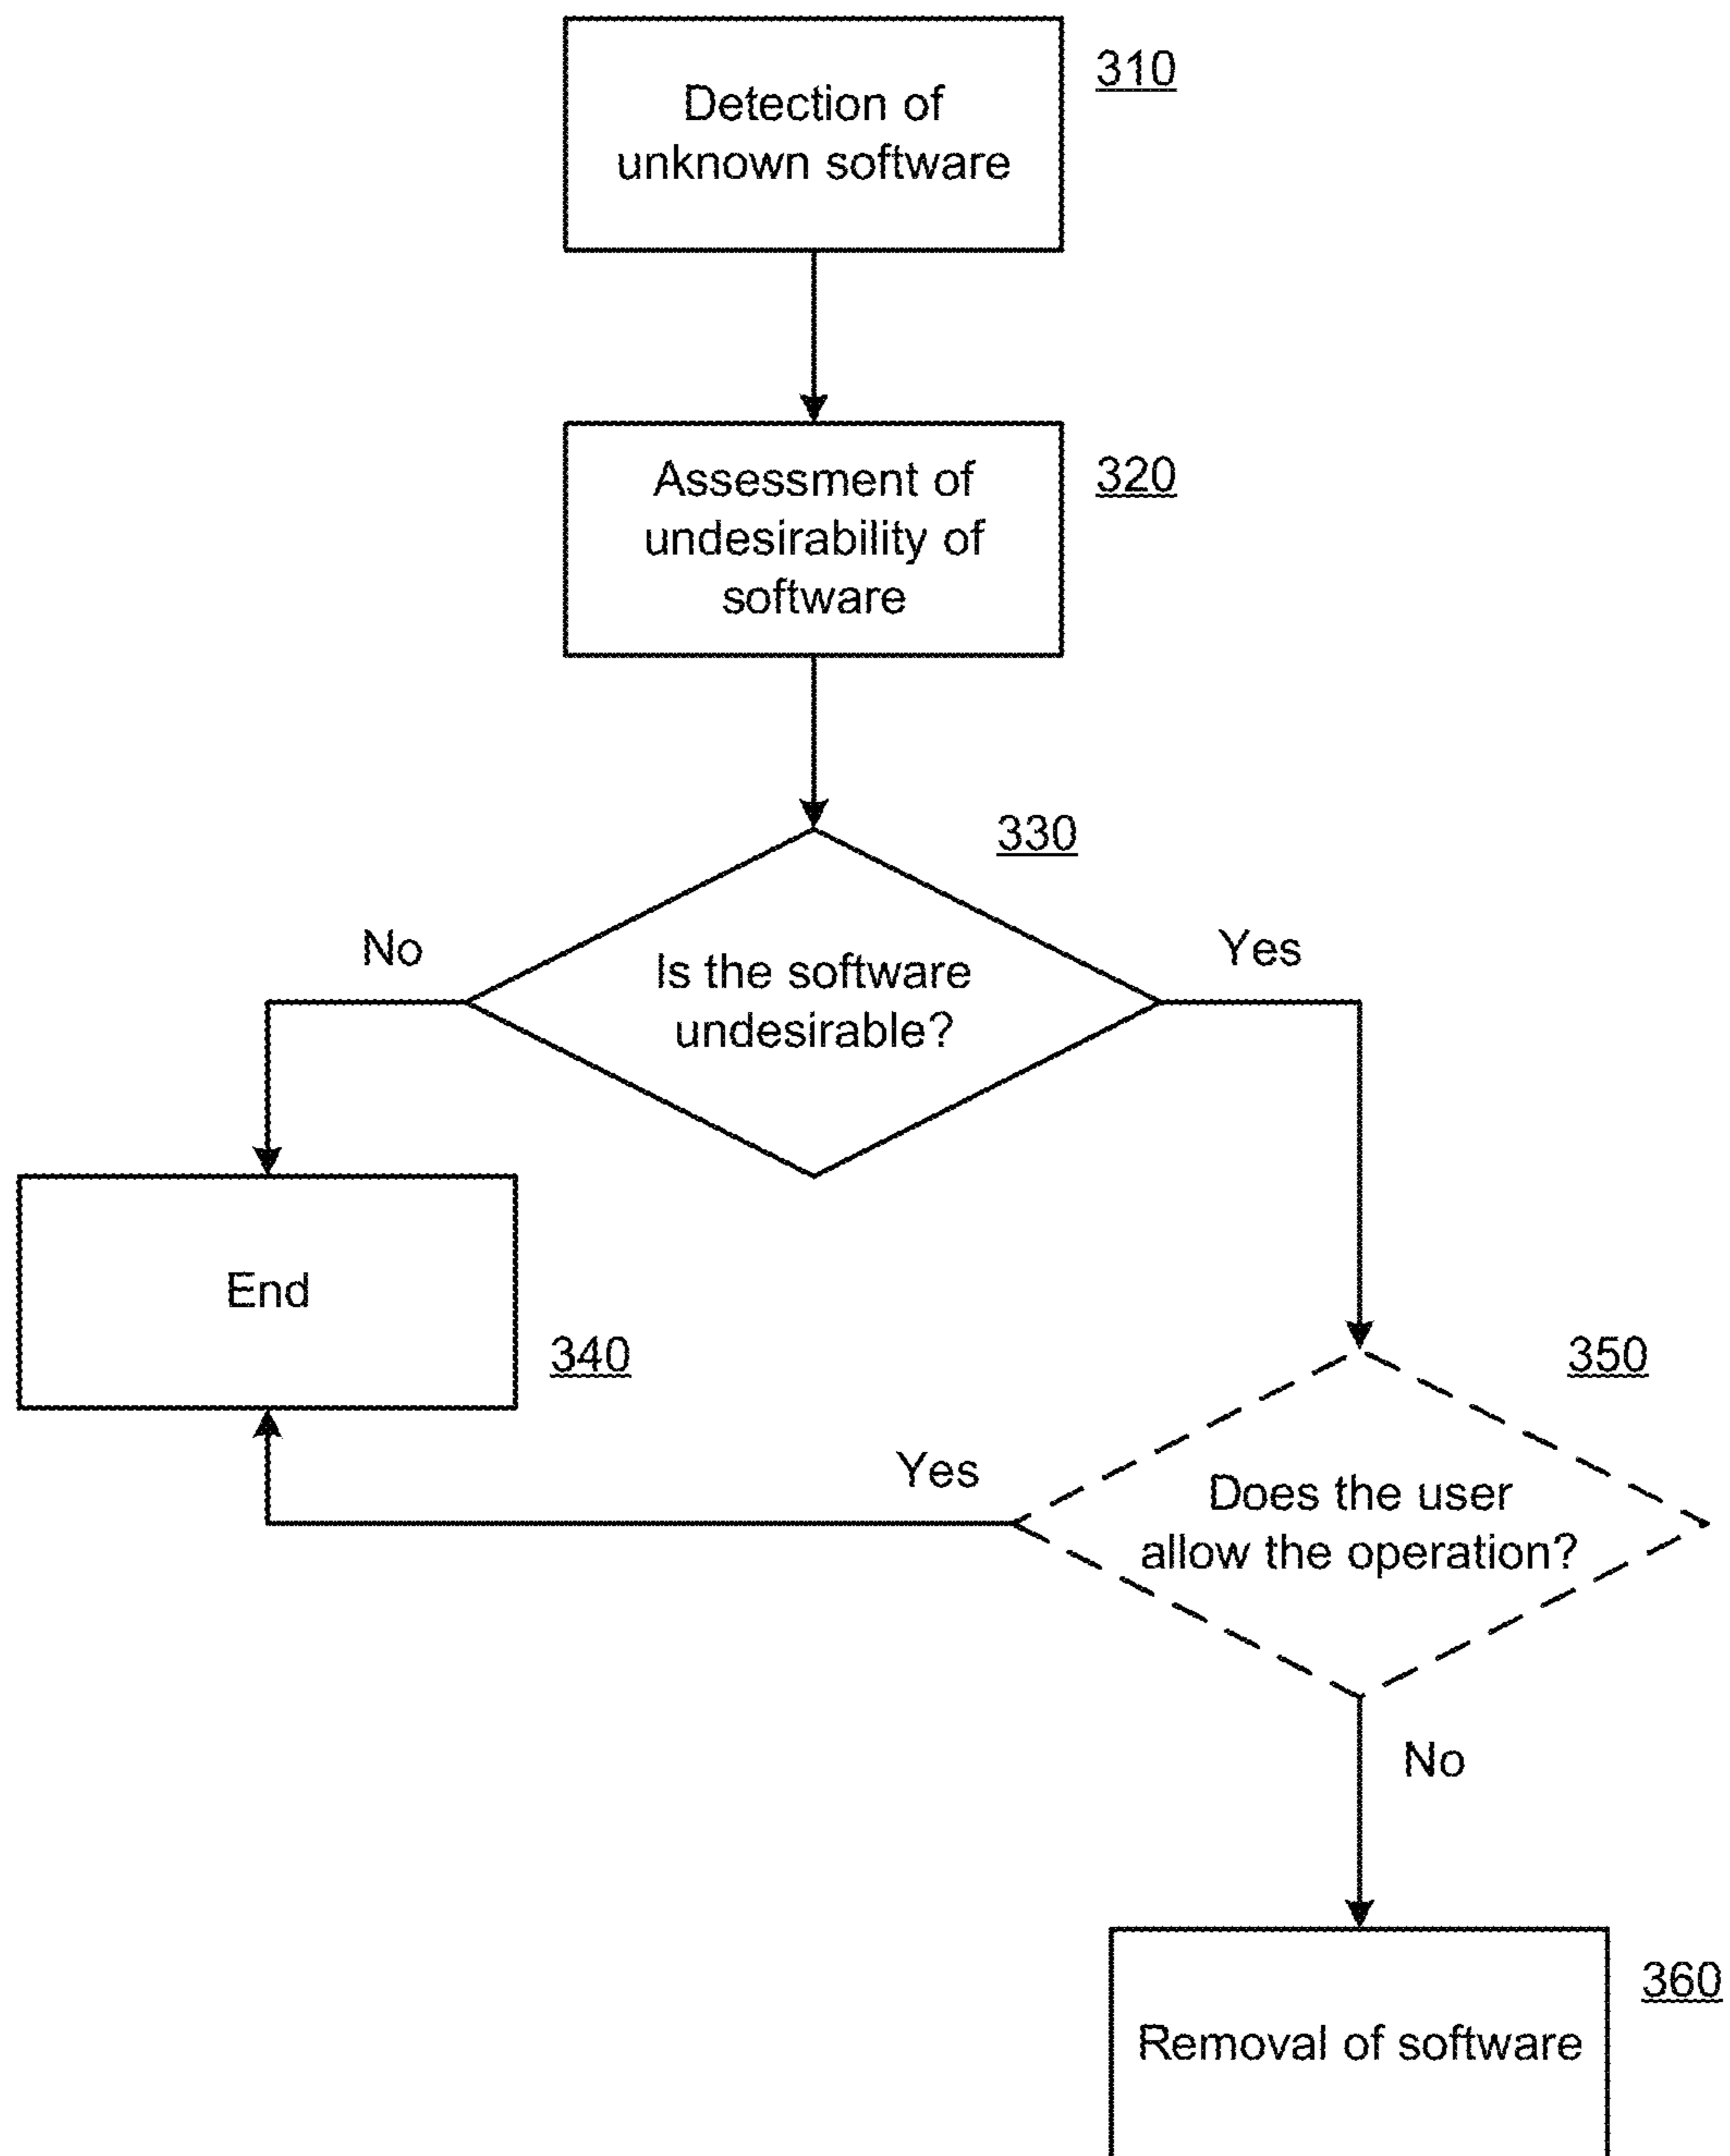 Detection of
unknown software
310
Assessment of
undesirability of
software
320
330
No
Is the software
undesirable?
Yes
End
340
350
Yes
Does the user
allow the operation?
No
360
Removal of software